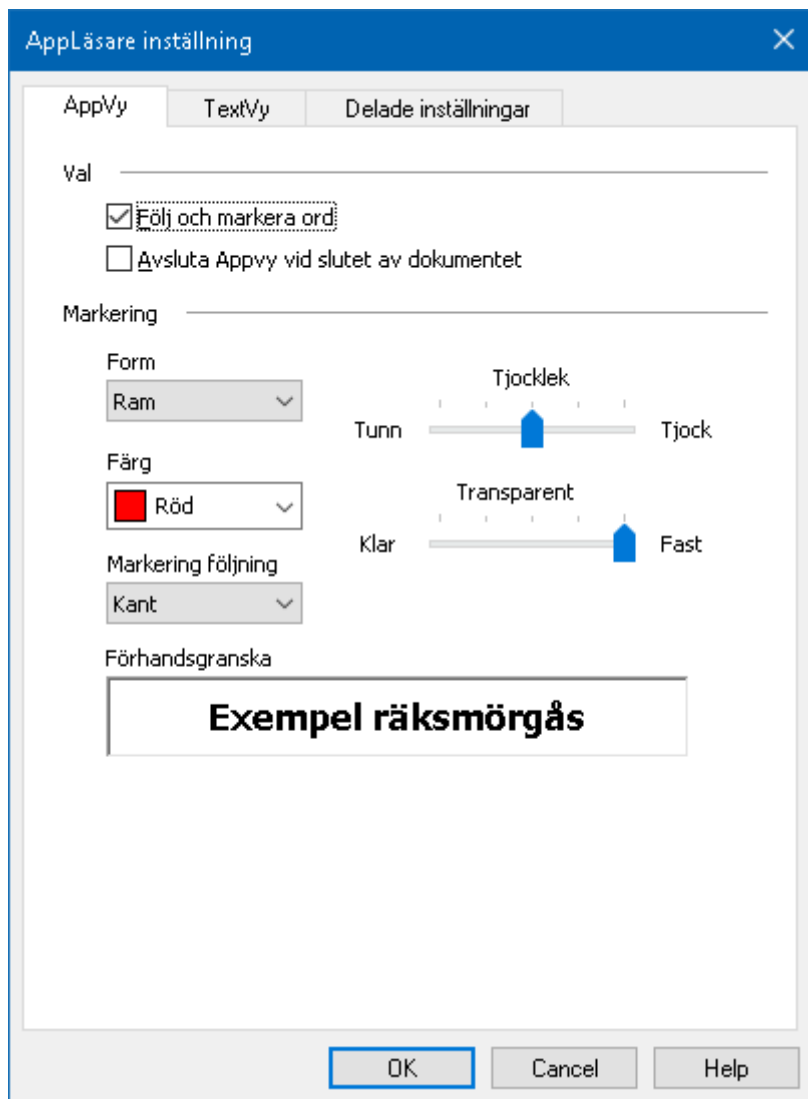 AppLäsare inställning
AppVy TextVy Delade inställningar
Val
Följ och markera ord
Avsluta Appvy vid slutet av dokumentet
Markering
Form
Ram
Tjocklek
Tunn Tjock
Färg
Röd
Transparent
Klar Fast
Markering följning
Kant
Förhandsgranska
Exempel räksmörgås
OK Cancel Help